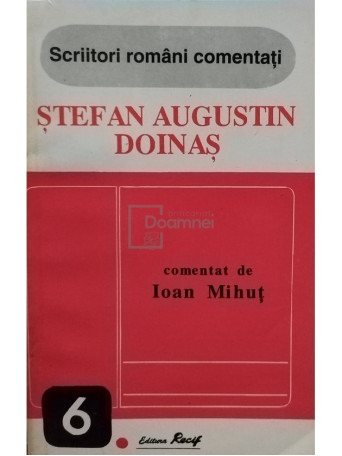 Scriitori români comentați
ȘTEFAN AUGUSTIN
DOINAȘ
Doamnei
comentat de
Ioan Mihuț
6
Editura Recif